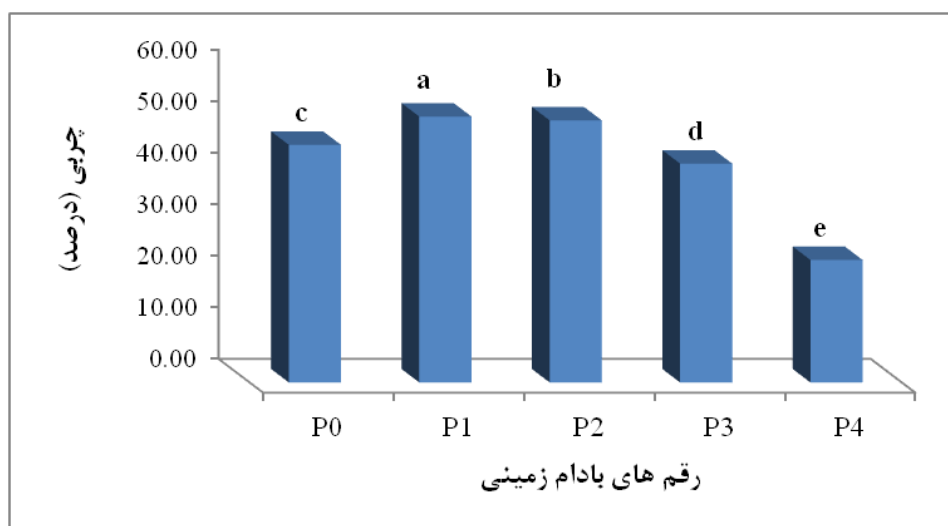 60.00
50.00
40.00
30.00
20.00
10.00
0.00
چربی (درصد)
c
a
b
d
e
P0 P1 P2 P3 P4
رقم های بادام زمینی